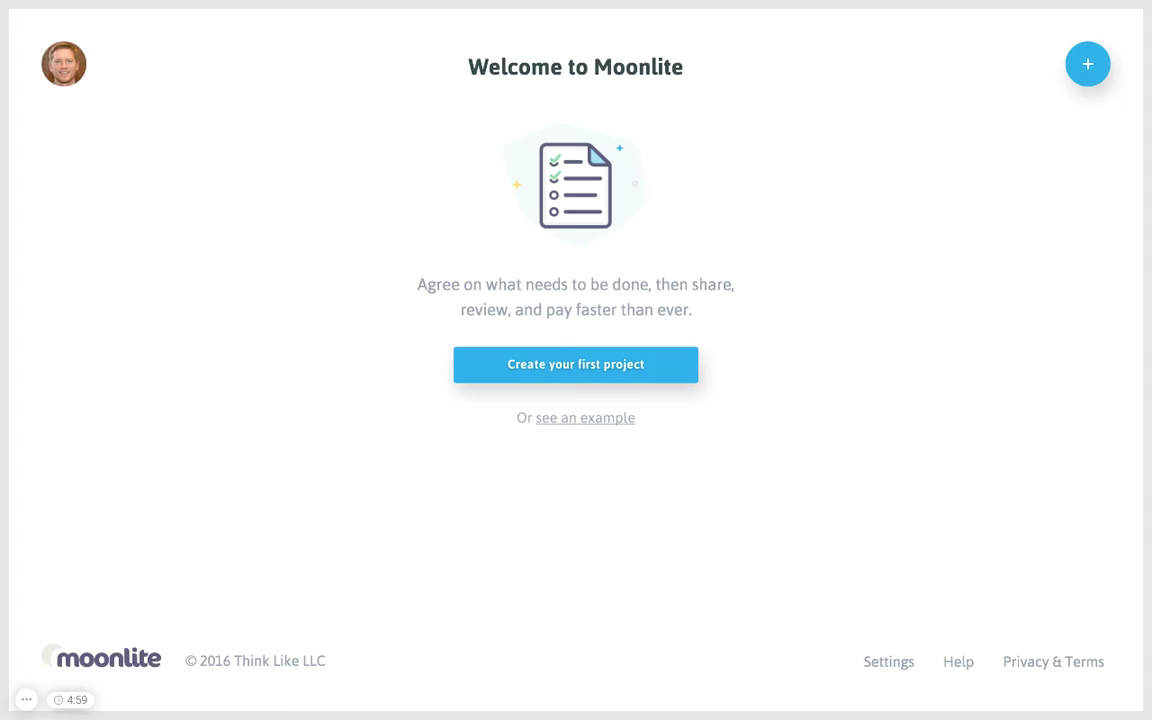 Welcome to Moonlite
+
Agree on what needs to be done, then share,
review, and pay faster than ever.
Create your first project
Or see an example
moonlite
© 2016 Think Like LLC
Settings
Help
Privacy & Terms
4:59